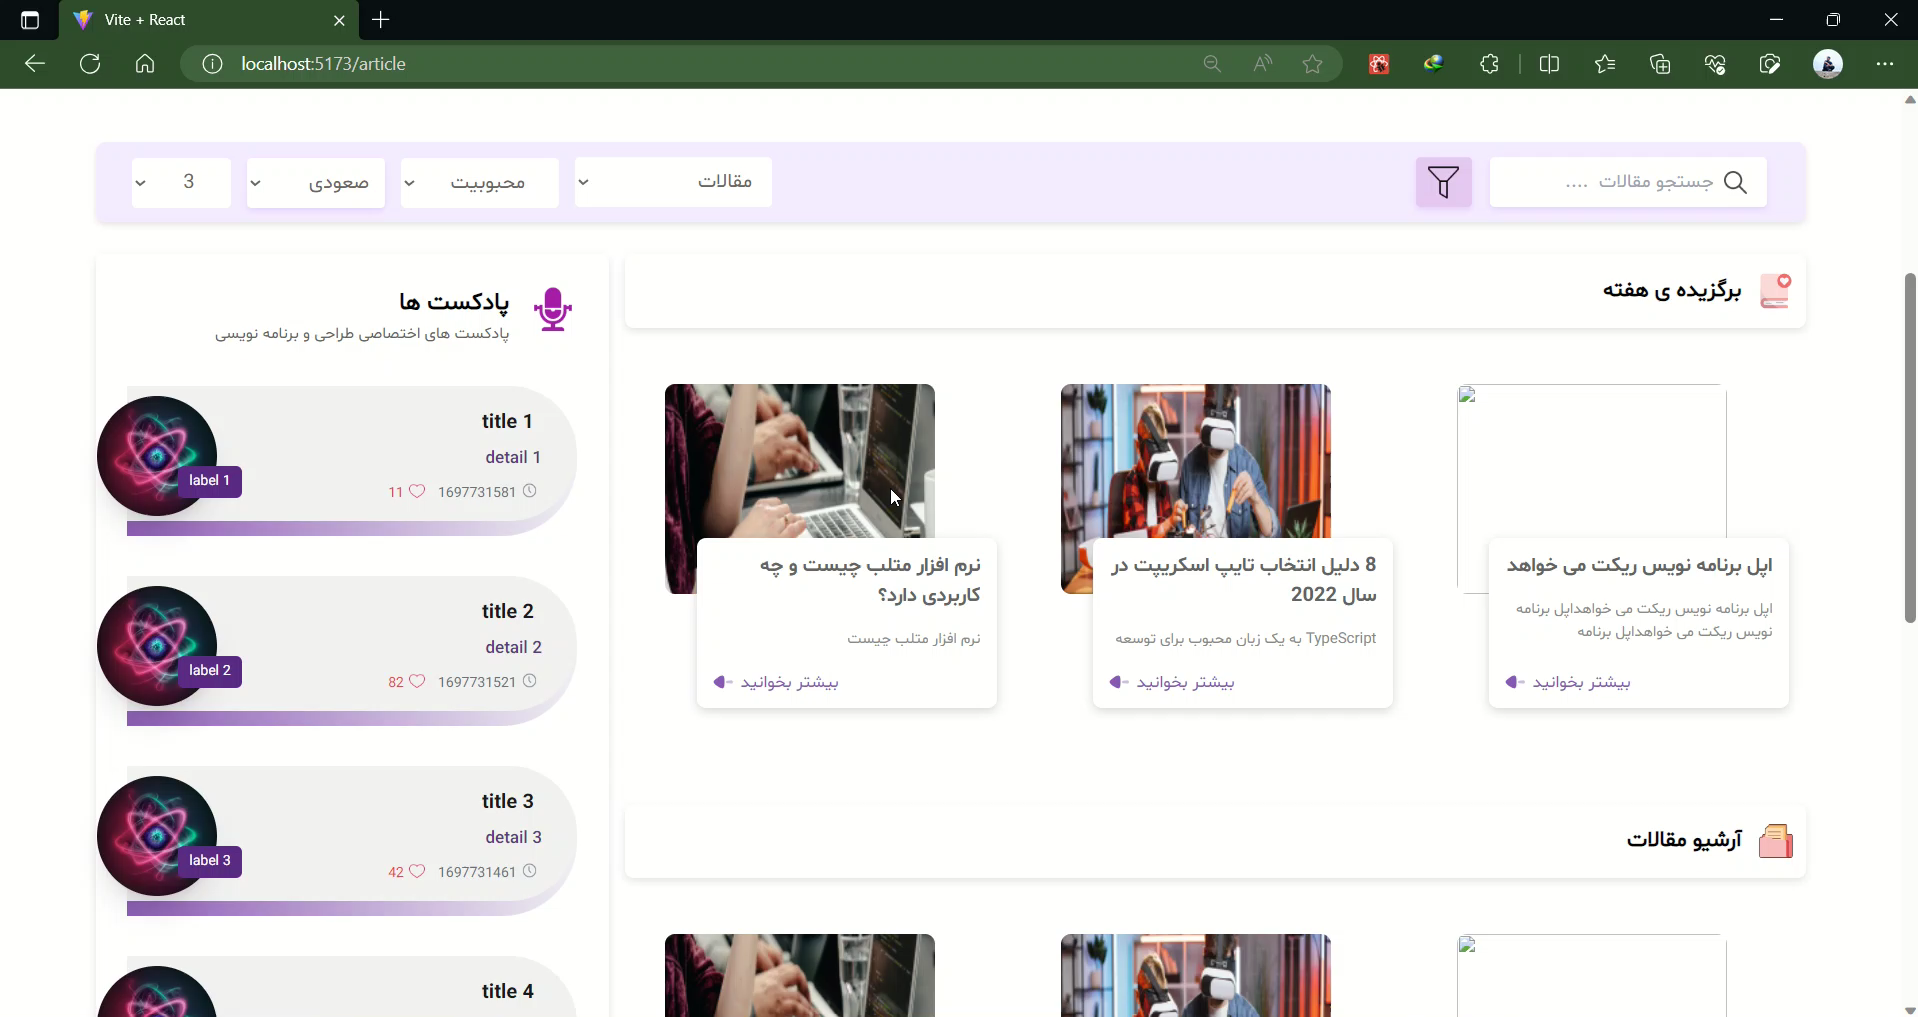 Vite + React
localhost:5173/article
جستجو مقالات ....
مقالات
محبوبیت
صعودی
3
برگزیده ی هفته
اپل برنامه نویس ریکت می خواهد
اپل برنامه نویس ریکت می خواهداپل برنامه
نویس ریکت می خواهداپل برنامه
بیشتر بخوانید
8 دلیل انتخاب تایپ اسکریپت در
سال 2022
TypeScript به یک زبان محبوب برای توسعه
بیشتر بخوانید
نرم افزار متلب چیست و چه
کاربردی دارد؟
نرم افزار متلب چیست
بیشتر بخوانید
آرشیو مقالات
پادکست ها
پادکست های اختصاصی طراحی و برنامه نویسی
title 1
detail 1
1697731581
11
label 1
title 2
detail 2
1697731521
82
label 2
title 3
detail 3
1697731461
42
label 3
title 4